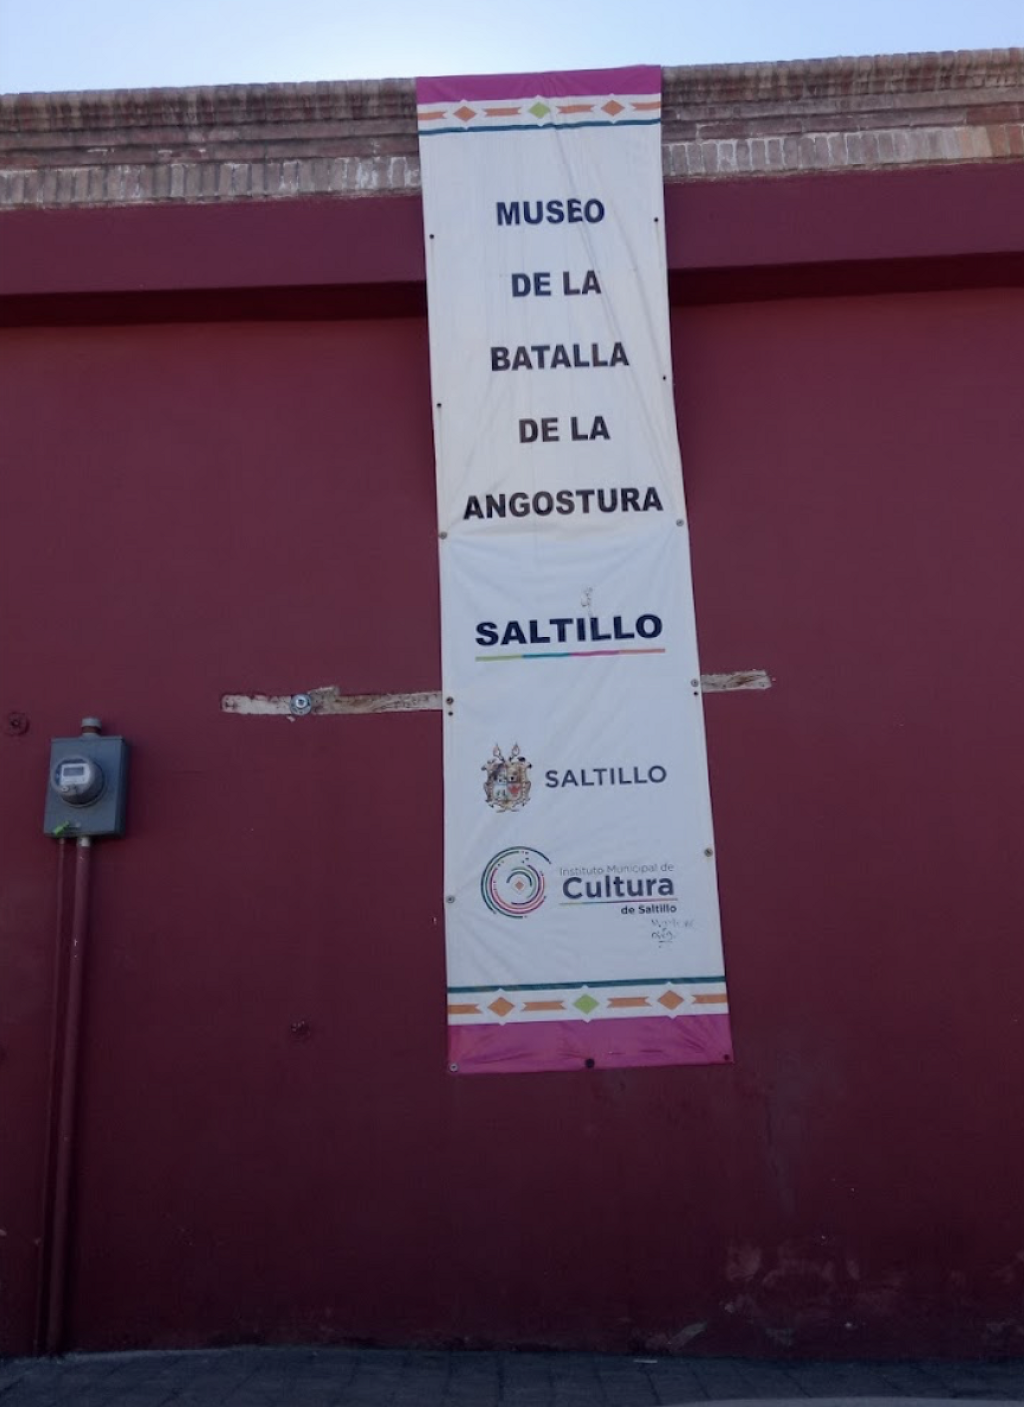 MUSEO
DE LA
BATALLA
DE LA
ANGOSTURA
SALTILLO
SALTILLO
Instituto Municipal de
Cultura
de Saltillo